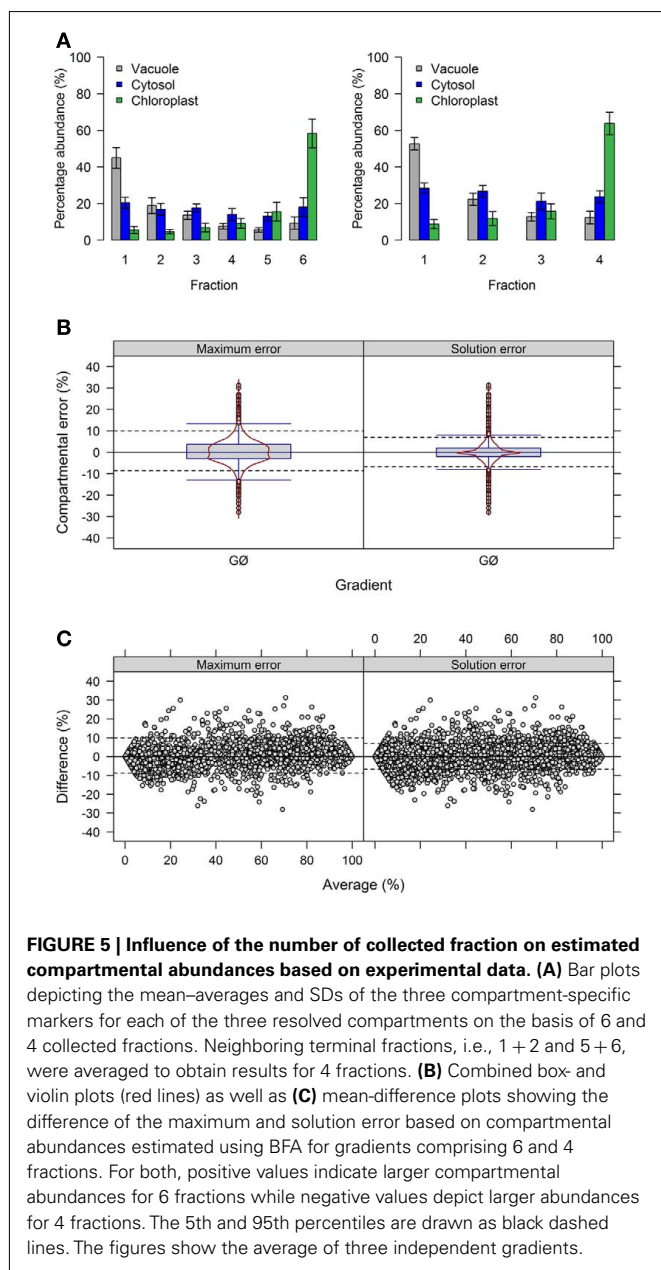 A
100
80
60
40
20
0
Percentage abundance (%)
Vacuole
Cytosol
Chloroplast
1 2 3 4 5 6
Fraction
100
80
60
40
20
0
Percentage abundance (%)
Vacuole
Cytosol
Chloroplast
1 2 3 4
Fraction
B
Maximum error
Solution error
40
30
20
10
0
-10
-20
-30
-40
Compartmental error (%)
GØ
GØ
Gradient
C
0 20 40 60 80 100
Maximum error
Solution error
40
30
20
10
0
-10
-20
-30
-40
Difference (%)
0 20 40 60 80 100
Average (%)
FIGURE 5 | Influence of the number of collected fraction on estimated
compartmental abundances based on experimental data. (A) Bar plots
depicting the mean–averages and SDs of the three compartment-specific
markers for each of the three resolved compartments on the basis of 6 and
4 collected fractions. Neighboring terminal fractions, i.e., 1 + 2 and 5 + 6,
were averaged to obtain results for 4 fractions. (B) Combined box- and
violin plots (red lines) as well as (C) mean-difference plots showing the
difference of the maximum and solution error based on compartmental
abundances estimated using BFA for gradients comprising 6 and 4
fractions. For both, positive values indicate larger compartmental
abundances for 6 fractions while negative values depict larger abundances
for 4 fractions. The 5th and 95th percentiles are drawn as black dashed
lines. The figures show the average of three independent gradients.